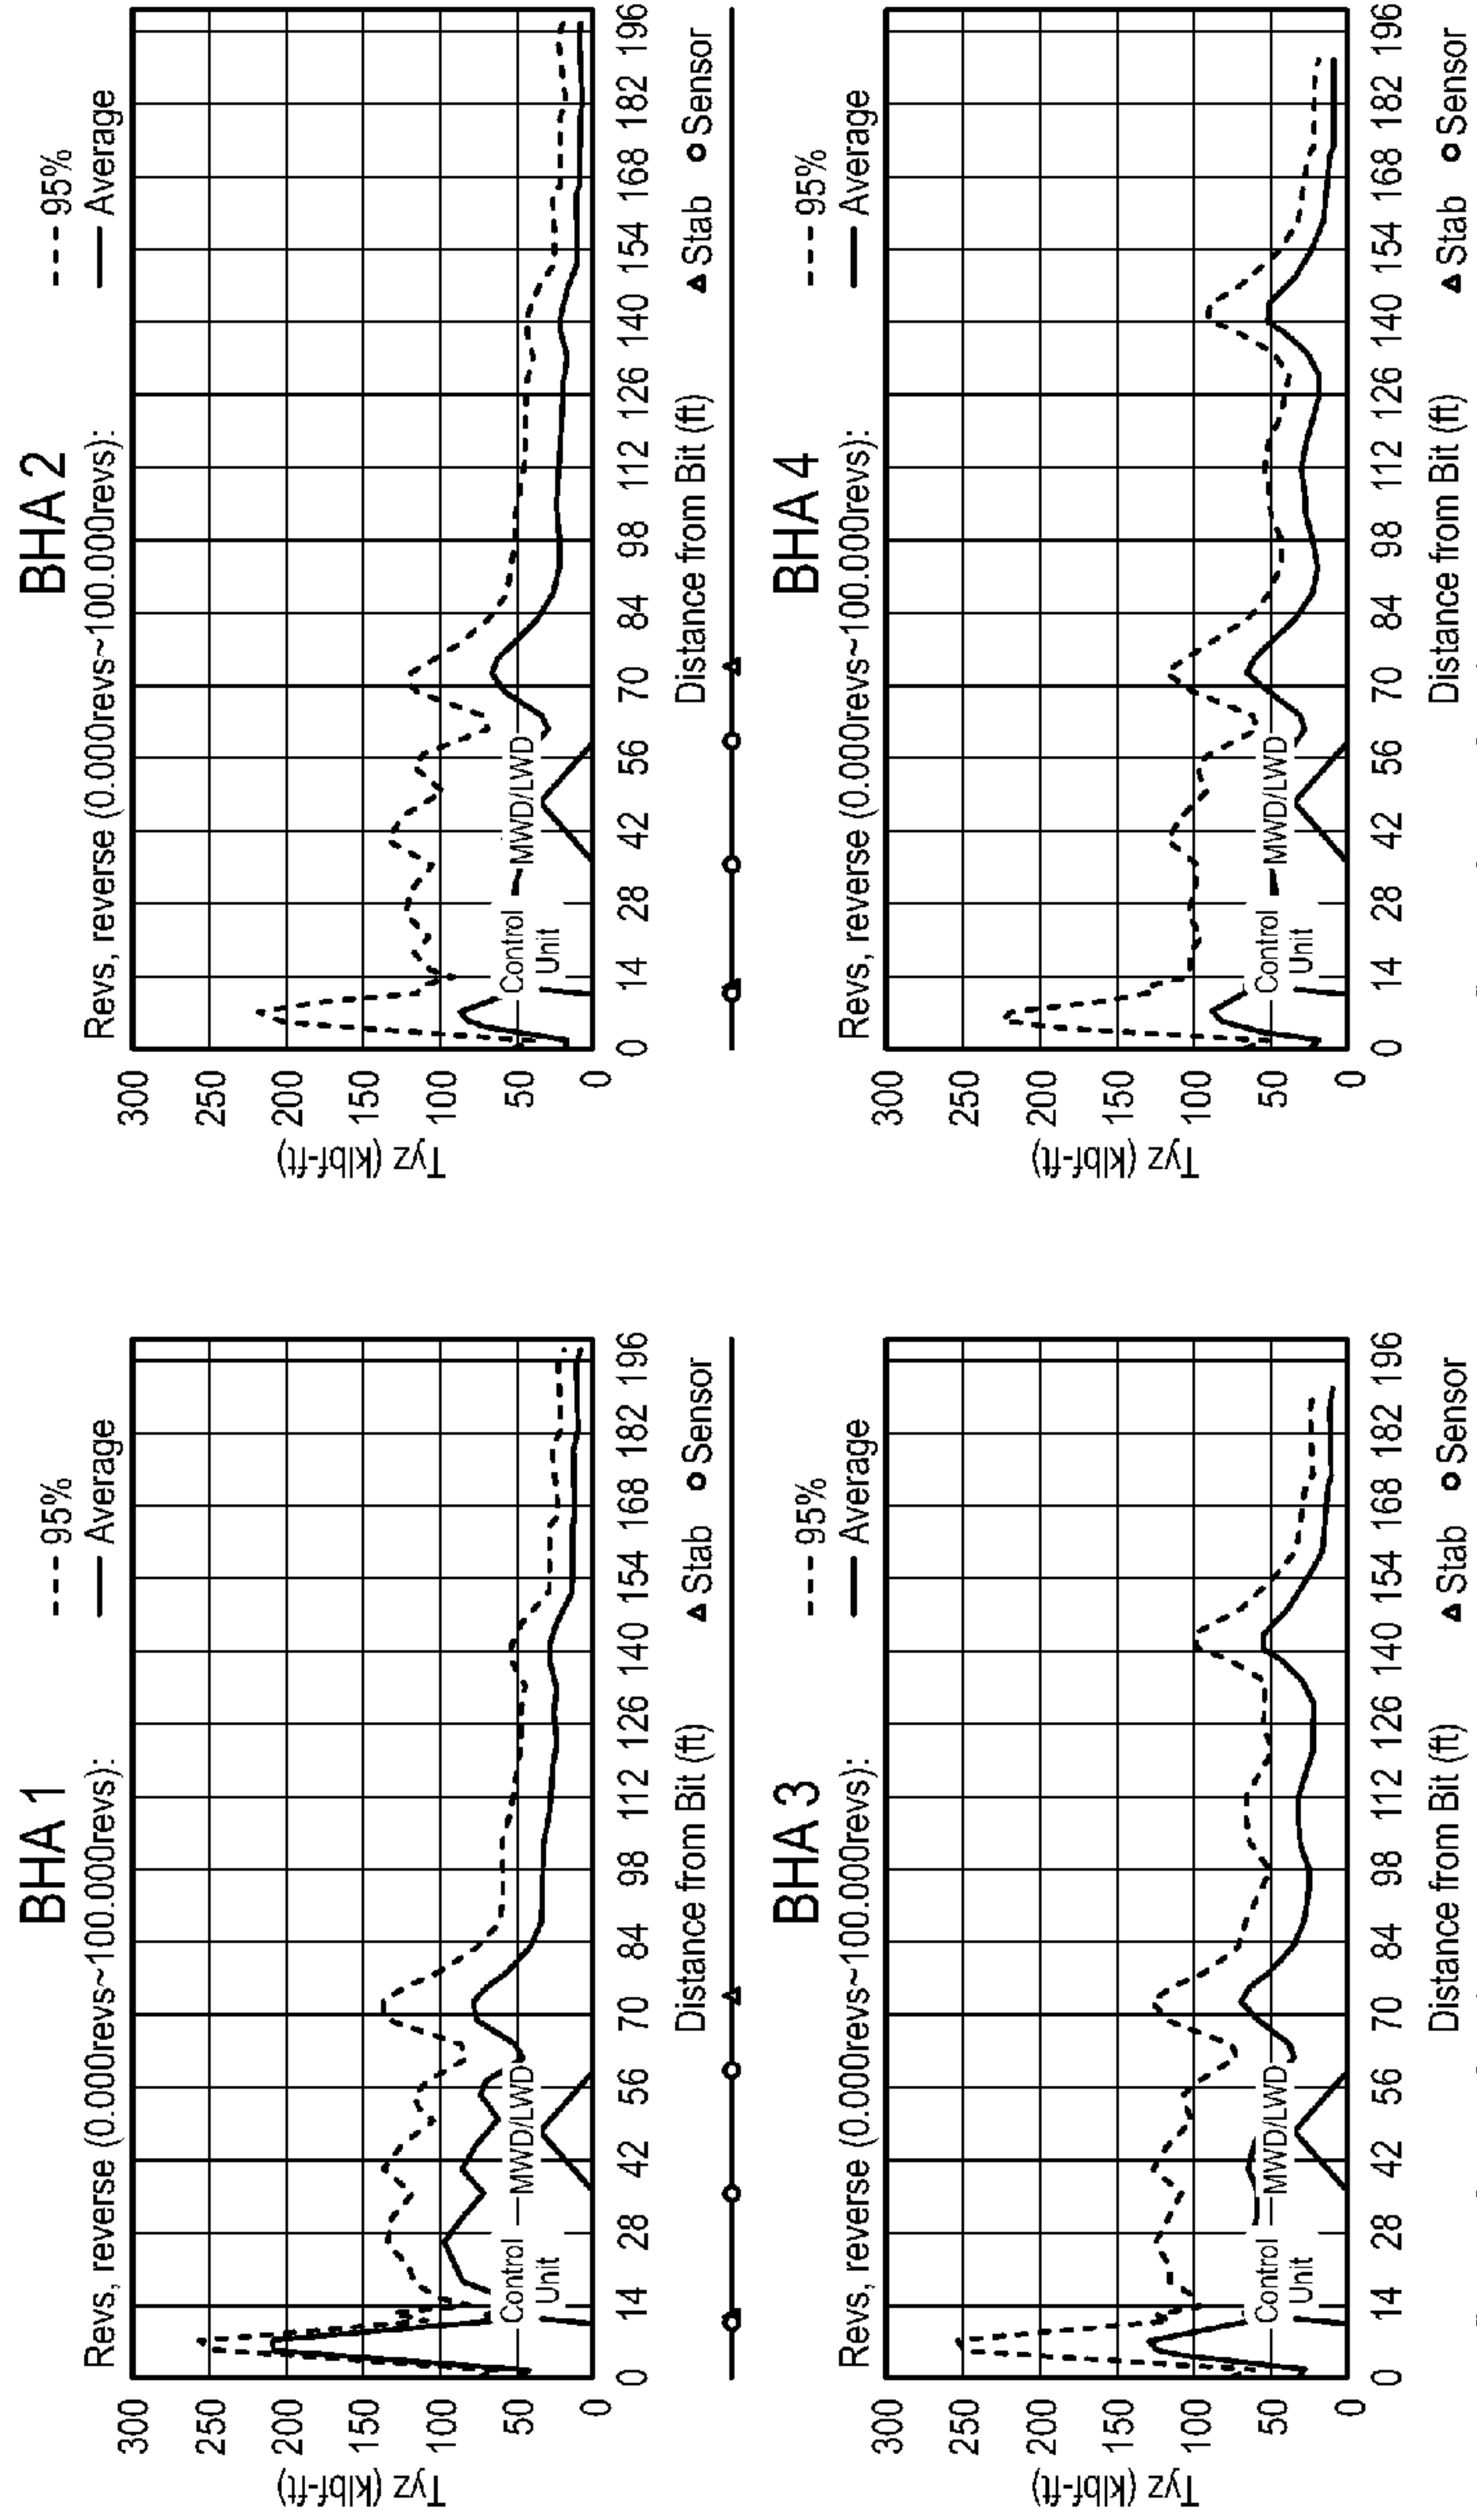 BHA 1
Revs, reverse (0.000revs~100.000revs):
--- 95%
— Average
Tyz (klbf-ft)
300
250
200
150
100
50
0
Control
Unit
MWD/LWD
0 14 28 42 56 70 84 98 112 126 140 154 168 182 196
Distance from Bit (ft)
▲ Stab o Sensor
BHA 2
Revs, reverse (0.000revs~100.000revs):
--- 95%
— Average
Tyz (klbf-ft)
300
250
200
150
100
50
0
Control
Unit
MWD/LWD
0 14 28 42 56 70 84 98 112 126 140 154 168 182 196
Distance from Bit (ft)
▲ Stab o Sensor
BHA 3
Revs, reverse (0.000revs~100.000revs):
--- 95%
— Average
Tyz (klbf-ft)
300
250
200
150
100
50
0
Control
Unit
MWD/LWD
0 14 28 42 56 70 84 98 112 126 140 154 168 182 196
Distance from Bit (ft)
▲ Stab o Sensor
BHA 4
Revs, reverse (0.000revs~100.000revs):
--- 95%
— Average
Tyz (klbf-ft)
300
250
200
150
100
50
0
Control
Unit
MWD/LWD
0 14 28 42 56 70 84 98 112 126 140 154 168 182 196
Distance from Bit (ft)
▲ Stab o Sensor